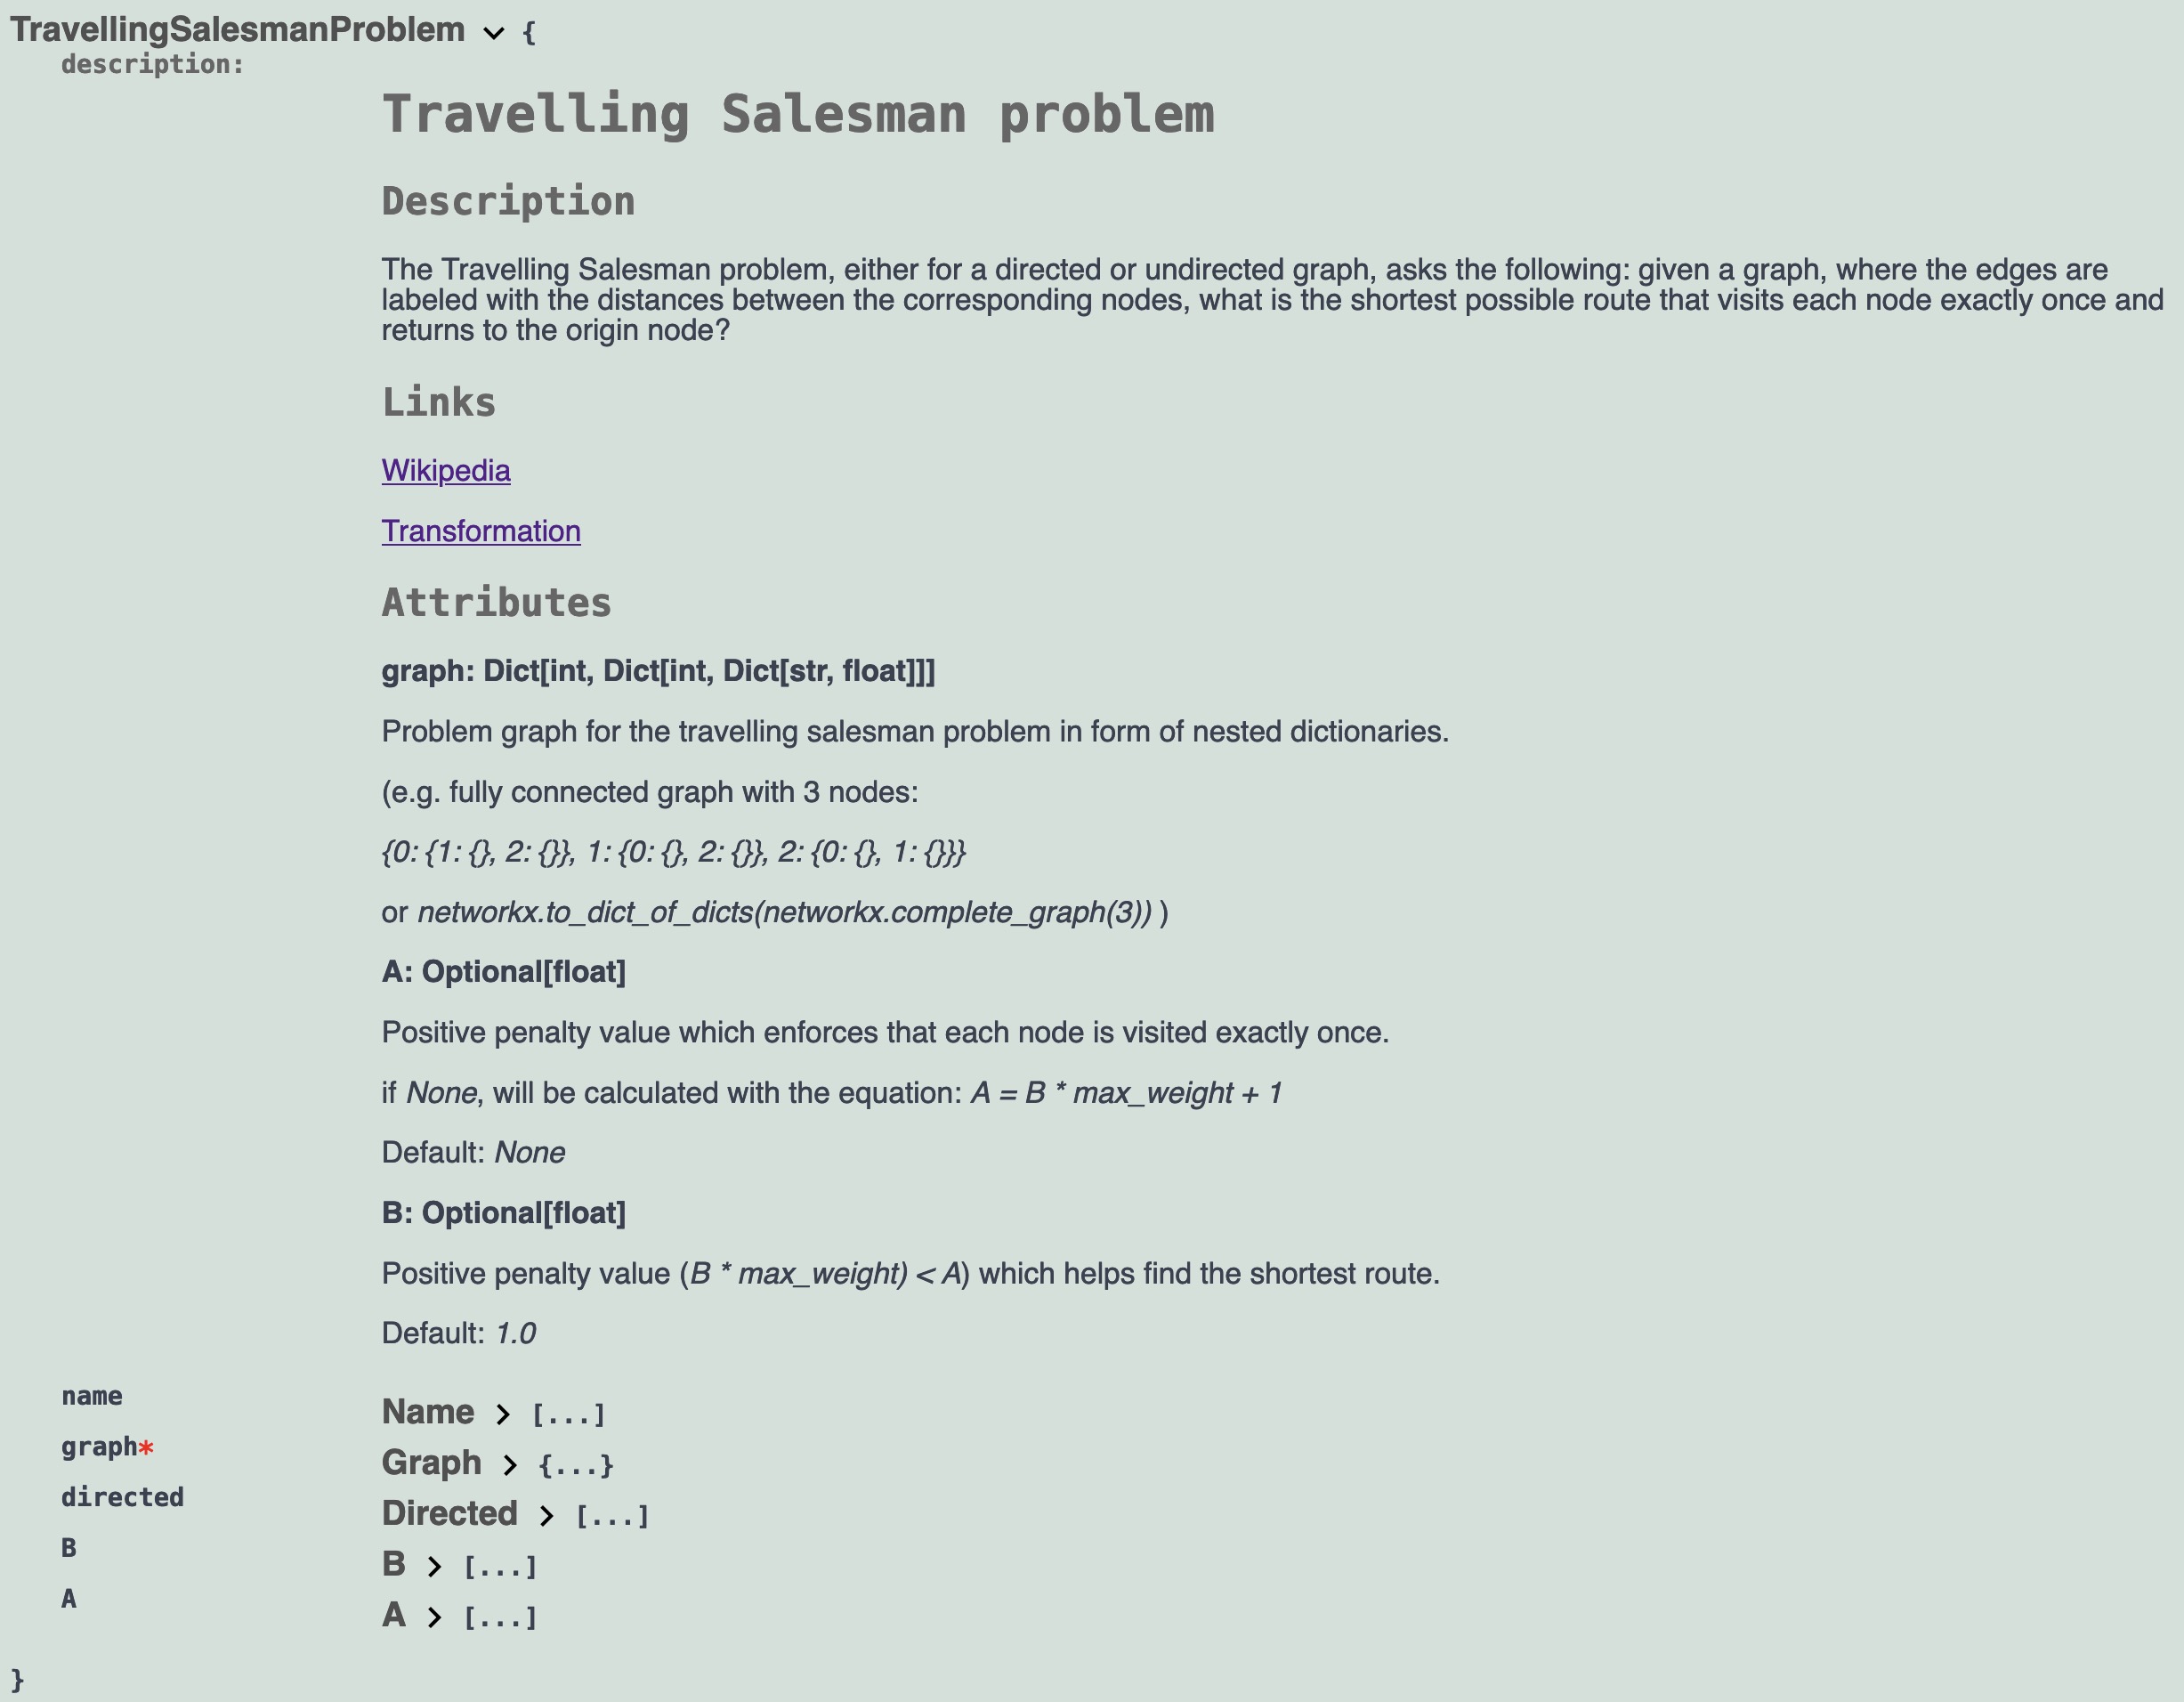 TravellingSalesmanProblem {
description:
Travelling Salesman problem
Description
The Travelling Salesman problem, either for a directed or undirected graph, asks the following: given a graph, where the edges are
labeled with the distances between the corresponding nodes, what is the shortest possible route that visits each node exactly once and
returns to the origin node?
Links
Wikipedia
Transformation
Attributes
graph: Dict[int, Dict[int, Dict[str, float]]]
Problem graph for the travelling salesman problem in form of nested dictionaries.
(e.g. fully connected graph with 3 nodes:
{0: {1: {}, 2: {}}, 1: {0: {}, 2: {}}, 2: {0: {}, 1: {}}}
or networkx.to_dict_of_dicts(networkx.complete_graph(3)) )
A: Optional[float]
Positive penalty value which enforces that each node is visited exactly once.
if None, will be calculated with the equation: A = B * max_weight + 1
Default: None
B: Optional[float]
Positive penalty value (B * max_weight) < A) which helps find the shortest route.
Default: 1.0
name Name > [...]
graph* Graph > {...}
directed Directed > [...]
B B > [...]
A A > [...]
}